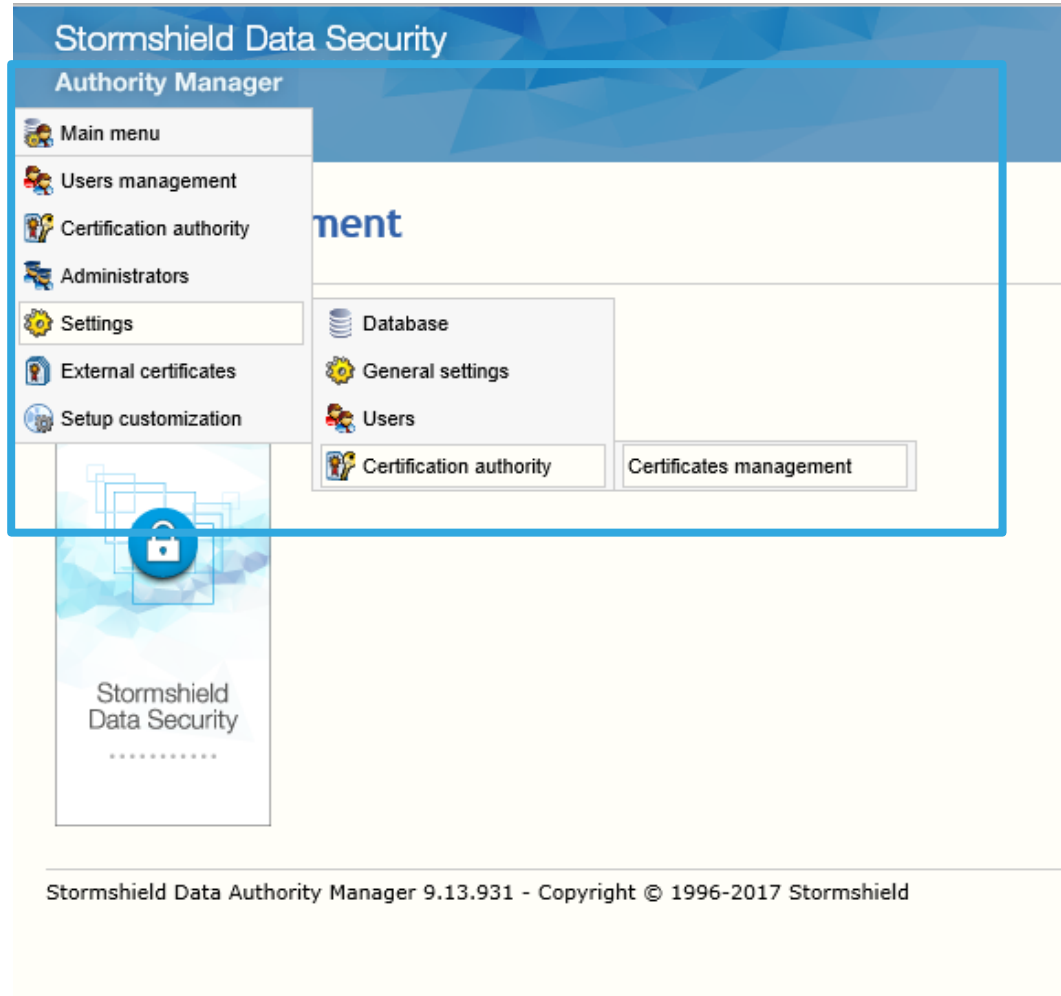 Stormshield Data Security
Authority Manager
Main menu
Users management
Certification authority
ment
Administrators
Settings
Database
External certificates
General settings
Setup customization
Users
Certification authority
Certificates management
Stormshield
Data Security
Stormshield Data Authority Manager 9.13.931 - Copyright © 1996-2017 Stormshield